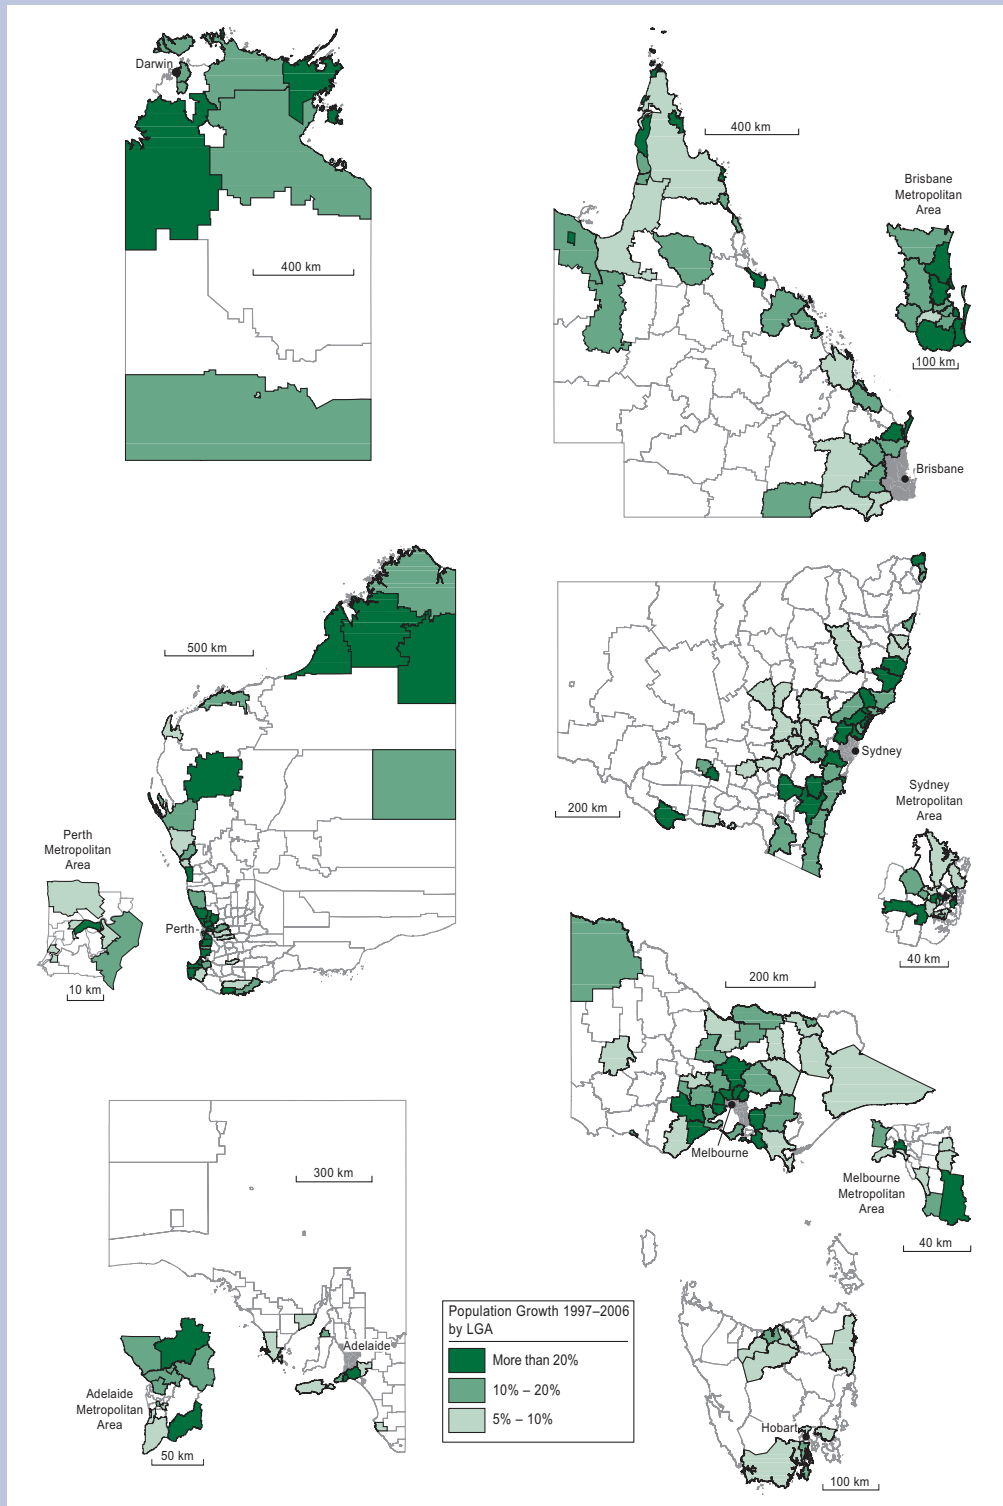 Darwin
400 km
400 km
Brisbane
Metropolitan
Area
100 km
Brisbane
500 km
Perth
Metropolitan
Area
Perth
10 km
Sydney
200 km
Sydney
Metropolitan
Area
40 km
200 km
Melbourne
Melbourne
Metropolitan
Area
40 km
300 km
Adelaide
Adelaide
Metropolitan
Area
50 km
Population Growth 1997–2006
by LGA
More than 20%
10% – 20%
5% – 10%
Hobart
100 km